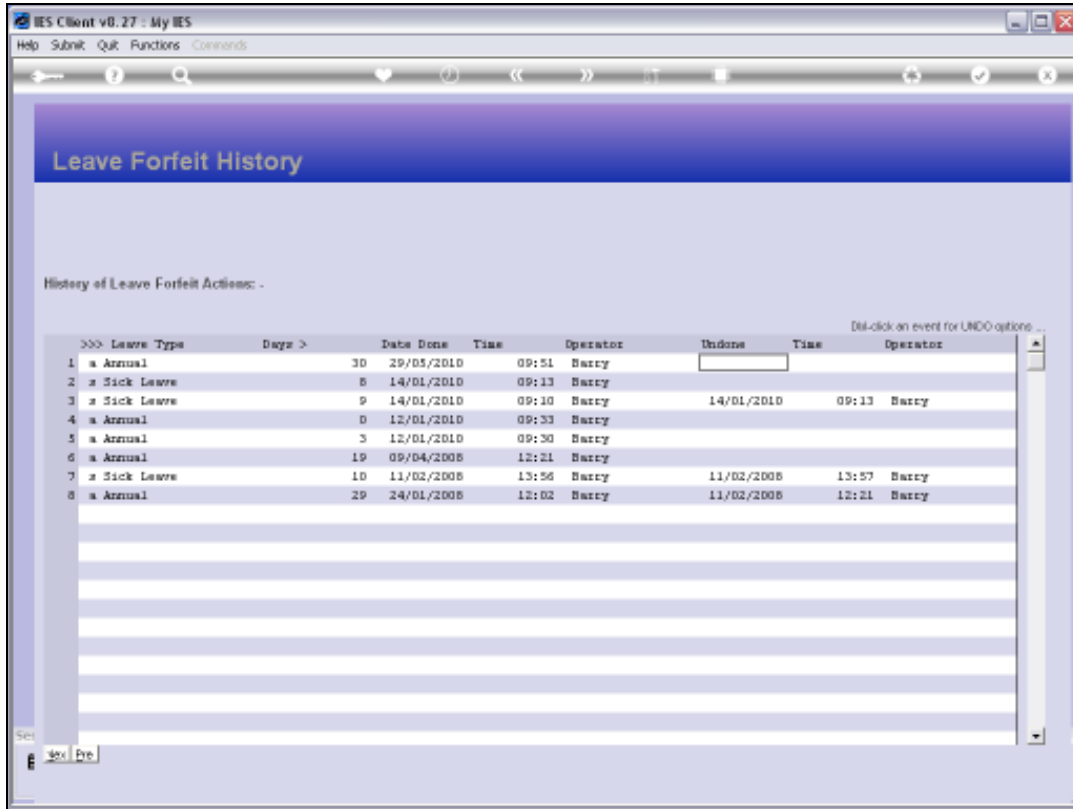 IES Client v8.27 : My IES
Help Submit Quit Functions Commands
Leave Forfeit History
History of Leave Forfeit Actions: -
Dbl-click an event for UNDO options ...
>>> Leave Type Days > Date Done Time Operator Undone Time Operator
1 a Annual 30 29/05/2010 09:51 Barry
2 s Sick Leave 8 14/01/2010 09:13 Barry
3 s Sick Leave 9 14/01/2010 09:10 Barry 14/01/2010 09:13 Barry
4 a Annual 0 12/01/2010 09:33 Barry
5 a Annual 3 12/01/2010 09:30 Barry
6 a Annual 19 09/04/2008 12:21 Barry
7 s Sick Leave 10 11/02/2008 13:56 Barry 11/02/2008 13:57 Barry
8 a Annual 29 24/01/2008 12:02 Barry 11/02/2008 12:21 Barry
Ses
Nex Pre